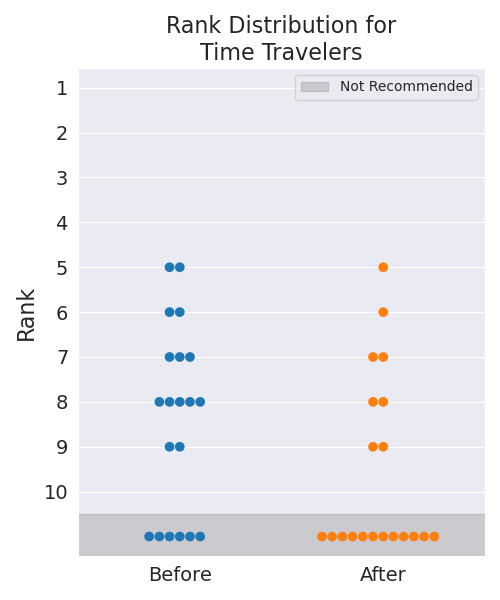 Rank Distribution for
Time Travelers
Not Recommended
1
2
3
4
5
6
7
8
9
10
Rank
Before
After